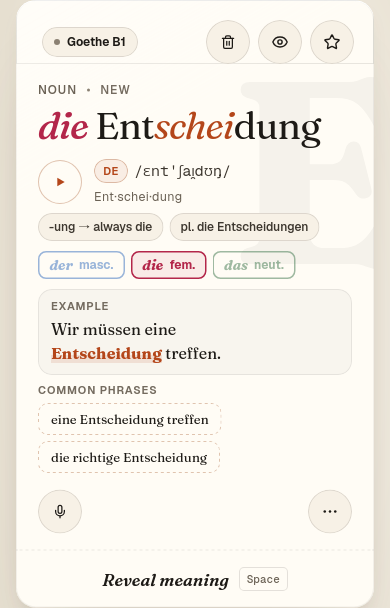 Goethe B1
NOUN • NEW
die Entscheidung
DE /ɛntˈʃaɪ̯dʊŋ/
Ent·schei·dung
-ung → always die
pl. die Entscheidungen
der masc.
die fem.
das neut.
EXAMPLE
Wir müssen eine
Entscheidung treffen.
COMMON PHRASES
eine Entscheidung treffen
die richtige Entscheidung
Reveal meaning Space
E